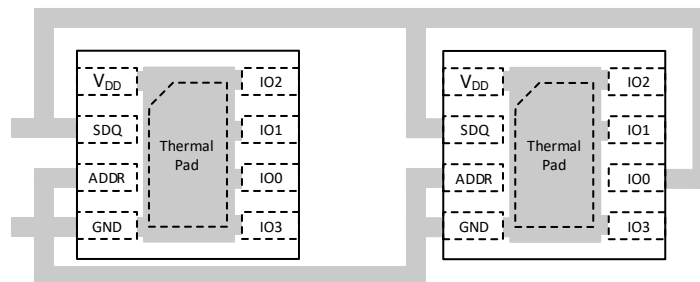 VDD
SDQ
ADDR
GND
Thermal
Pad
IO2
IO1
IO0
IO3
VDD
SDQ
ADDR
GND
Thermal
Pad
IO2
IO1
IO0
IO3